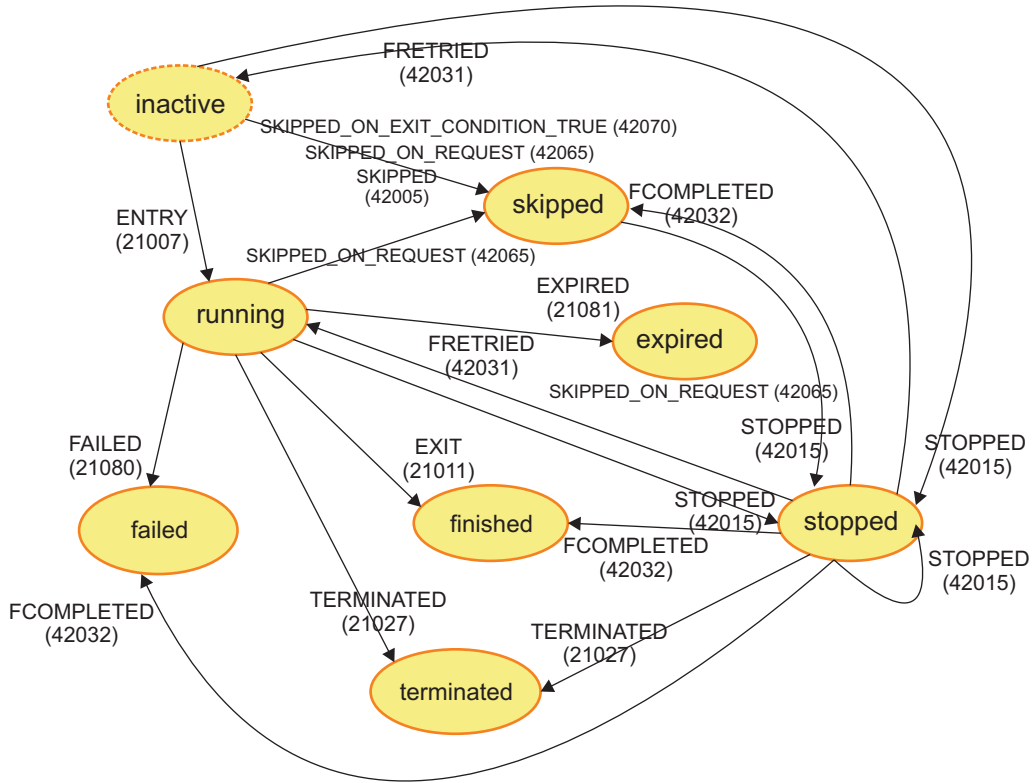 FRETRIED
(42031)
inactive
SKIPPED_ON_EXIT_CONDITION_TRUE (42070)
SKIPPED_ON_REQUEST (42065)
SKIPPED
(42005)
skipped
FCOMPLETED
(42032)
ENTRY
(21007)
SKIPPED_ON_REQUEST (42065)
running
EXPIRED
(21081)
expired
FRETRIED
(42031)
SKIPPED_ON_REQUEST (42065)
STOPPED
(42015)
STOPPED
(42015)
FAILED
(21080)
EXIT
(21011)
STOPPED
(42015)
stopped
failed
finished
FCOMPLETED
(42032)
STOPPED
(42015)
FCOMPLETED
(42032)
TERMINATED
(21027)
TERMINATED
(21027)
terminated